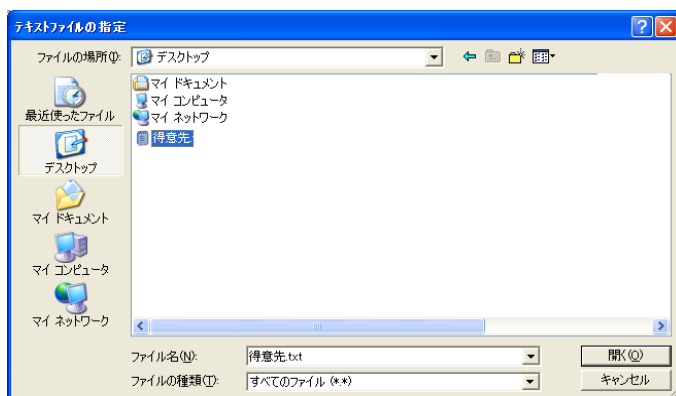 テキストファイルの指定
ファイルの場所(I):
デスクトップ
最近使ったファイル
デスクトップ
マイ ドキュメント
マイ コンピュータ
マイ ネットワーク
マイ ドキュメント
マイ コンピュータ
マイ ネットワーク
得意先
ファイル名(N):
得意先.txt
開く(O)
ファイルの種類(T):
すべてのファイル (*.*)
キャンセル